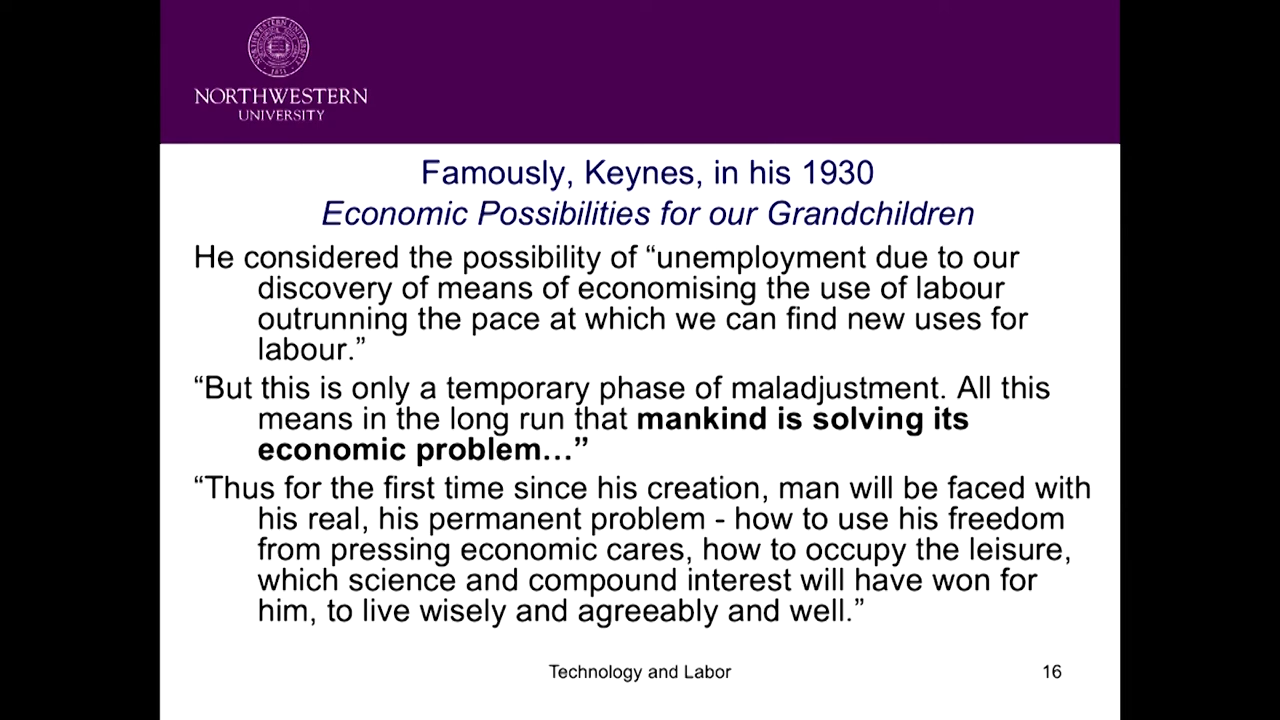 NORTHWESTERN
UNIVERSITY
Famously, Keynes, in his 1930
Economic Possibilities for our Grandchildren
He considered the possibility of “unemployment due to our
discovery of means of economising the use of labour
outrunning the pace at which we can find new uses for
labour.”
“But this is only a temporary phase of maladjustment. All this
means in the long run that mankind is solving its
economic problem…”
“Thus for the first time since his creation, man will be faced with
his real, his permanent problem - how to use his freedom
from pressing economic cares, how to occupy the leisure,
which science and compound interest will have won for
him, to live wisely and agreeably and well.”
Technology and Labor
16